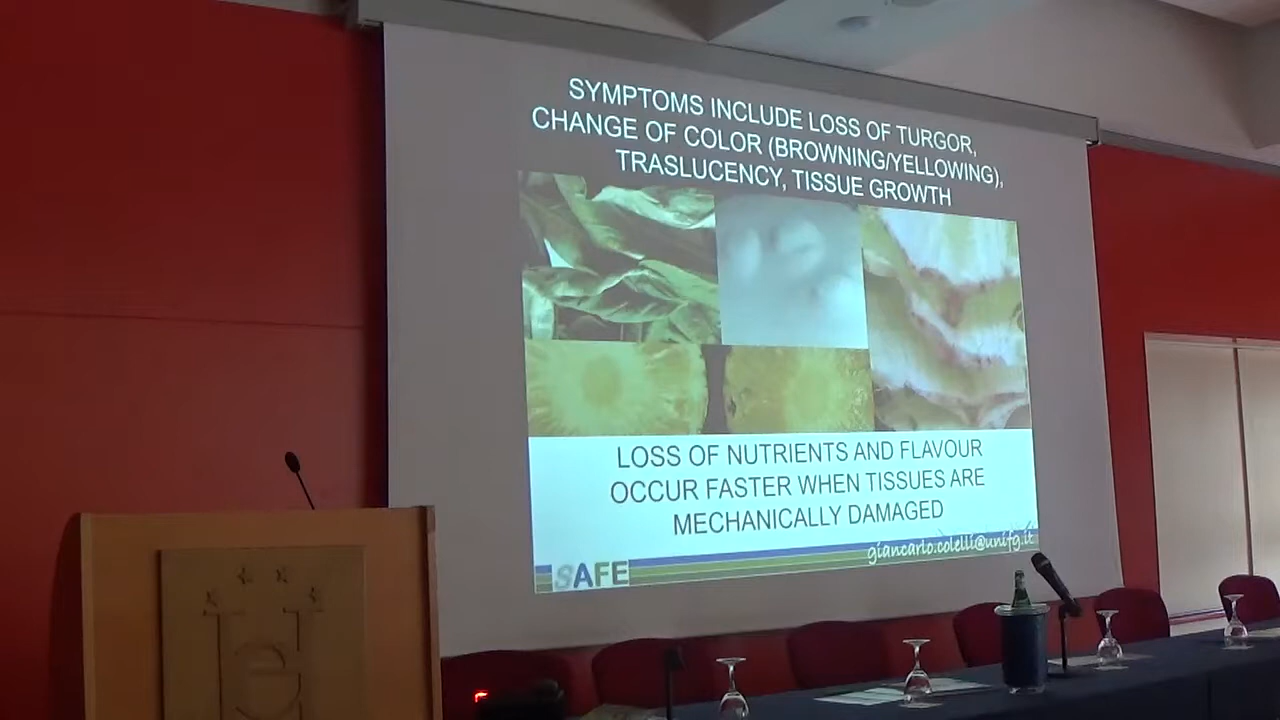 SYMPTOMS INCLUDE LOSS OF TURGOR,
CHANGE OF COLOR (BROWNING/YELLOWING),
TRASLUCENCY, TISSUE GROWTH
LOSS OF NUTRIENTS AND FLAVOUR
OCCUR FASTER WHEN TISSUES ARE
MECHANICALLY DAMAGED
giancarlo.colelli@unifg.it
SAFE